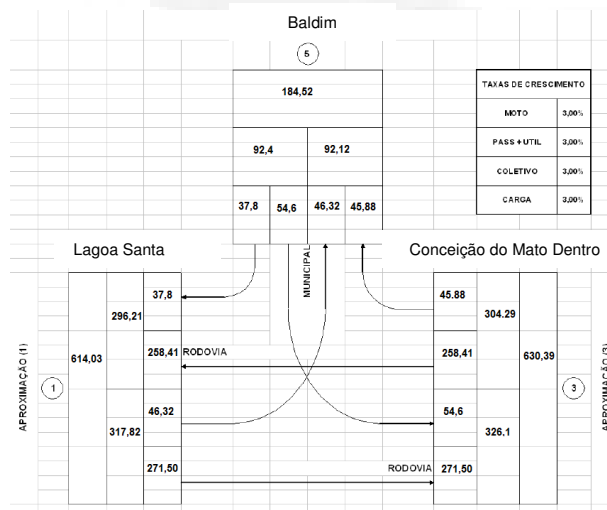 Baldim
5
184,52
TAXAS DE CRESCIMENTO
MOTO 3,00%
92,4 92,12
PASS + UTIL 3,00%
COLETIVO 3,00%
CARGA 3,00%
37,8 54,6 46,32 45,88
MUNICIPAL
Lagoa Santa
Conceição do Mato Dentro
APROXIMAÇÃO (1)
1
614,03
296,21
317,82
37,8
258,41 RODOVIA
46,32
271,50
RODOVIA
45.88
258,41
54,6
271,50
304.29
326.1
630,39
3
APROXIMAÇÃO (3)